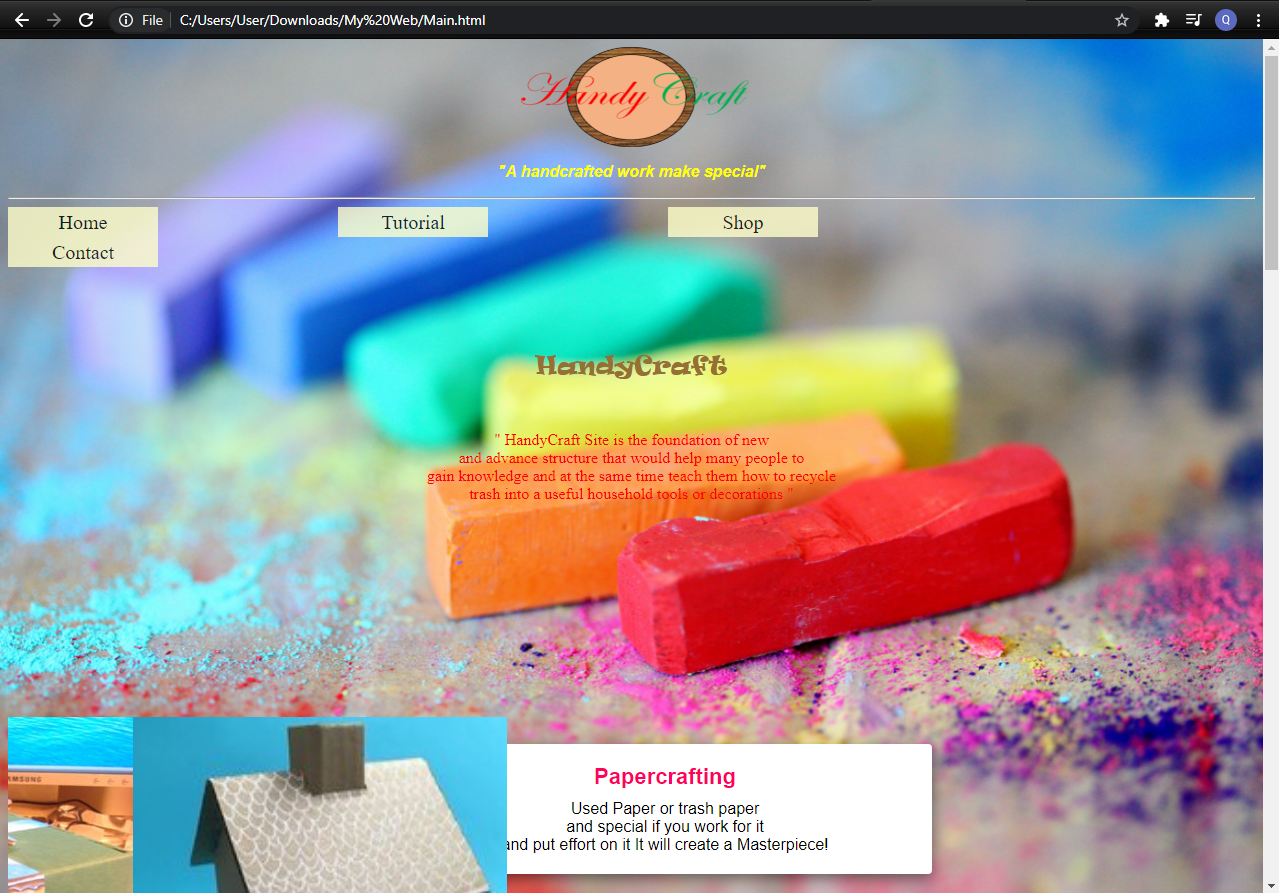 File
C:/Users/User/Downloads/My%20Web/Main.html
Q
Handy Craft
"A handcrafted work make special"
Home
Tutorial
Shop
Contact
HandyCraft
" HandyCraft Site is the foundation of new
and advance structure that would help many people to
gain knowledge and at the same time teach them how to recycle
trash into a useful household tools or decorations "
SAMSUNG
Papercrafting
Used Paper or trash paper
and special if you work for it
and put effort on it It will create a Masterpiece!